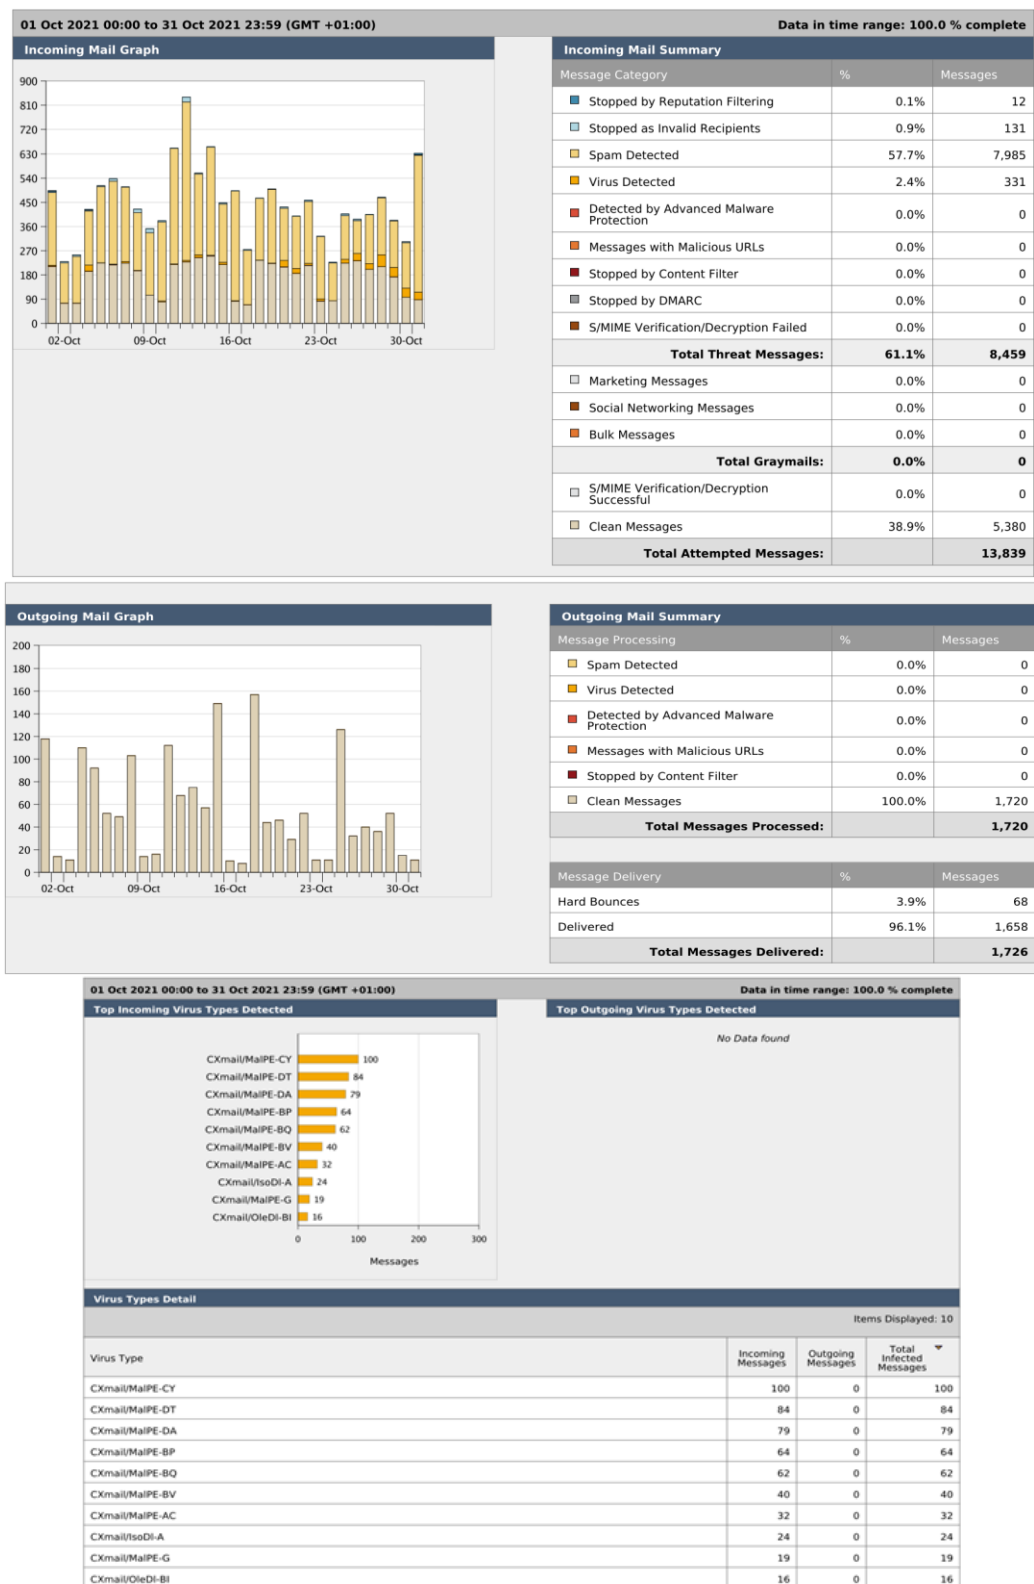 01 Oct 2021 00:00 to 31 Oct 2021 23:59 (GMT +01:00) Data in time range: 100.0 % complete
Incoming Mail Graph
900
810
720
630
540
450
360
270
180
90
0
02-Oct 09-Oct 16-Oct 23-Oct 30-Oct
Incoming Mail Summary
Message Category % Messages
Stopped by Reputation Filtering 0.1% 12
Stopped as Invalid Recipients 0.9% 131
Spam Detected 57.7% 7,985
Virus Detected 2.4% 331
Detected by Advanced Malware
Protection 0.0% 0
Messages with Malicious URLs 0.0% 0
Stopped by Content Filter 0.0% 0
Stopped by DMARC 0.0% 0
S/MIME Verification/Decryption Failed 0.0% 0
Total Threat Messages: 61.1% 8,459
Marketing Messages 0.0% 0
Social Networking Messages 0.0% 0
Bulk Messages 0.0% 0
Total Graymails: 0.0% 0
S/MIME Verification/Decryption
Successful 0.0% 0
Clean Messages 38.9% 5,380
Total Attempted Messages: 13,839
Outgoing Mail Graph
200
180
160
140
120
100
80
60
40
20
0
02-Oct 09-Oct 16-Oct 23-Oct 30-Oct
Outgoing Mail Summary
Message Processing % Messages
Spam Detected 0.0% 0
Virus Detected 0.0% 0
Detected by Advanced Malware
Protection 0.0% 0
Messages with Malicious URLs 0.0% 0
Stopped by Content Filter 0.0% 0
Clean Messages 100.0% 1,720
Total Messages Processed: 1,720
Message Delivery % Messages
Hard Bounces 3.9% 68
Delivered 96.1% 1,658
Total Messages Delivered: 1,726
01 Oct 2021 00:00 to 31 Oct 2021 23:59 (GMT +01:00) Data in time range: 100.0 % complete
Top Incoming Virus Types Detected
CXmail/MalPE-CY 100
CXmail/MalPE-DT 84
CXmail/MalPE-DA 79
CXmail/MalPE-BP 64
CXmail/MalPE-BQ 62
CXmail/MalPE-BV 40
CXmail/MalPE-AC 32
CXmail/IsoDl-A 24
CXmail/MalPE-G 19
CXmail/OleDl-BI 16
0 100 200 300
Messages
Top Outgoing Virus Types Detected
No Data found
Virus Types Detail
Items Displayed: 10
Virus Type Incoming Messages Outgoing Messages Total Infected Messages
CXmail/MalPE-CY 100 0 100
CXmail/MalPE-DT 84 0 84
CXmail/MalPE-DA 79 0 79
CXmail/MalPE-BP 64 0 64
CXmail/MalPE-BQ 62 0 62
CXmail/MalPE-BV 40 0 40
CXmail/MalPE-AC 32 0 32
CXmail/IsoDl-A 24 0 24
CXmail/MalPE-G 19 0 19
CXmail/OleDl-BI 16 0 16